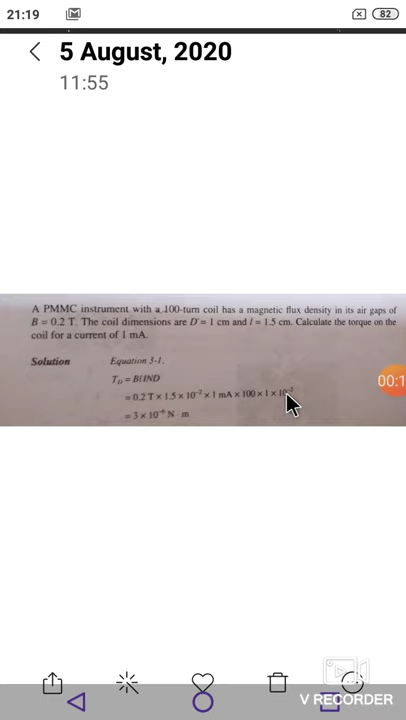 21:19
82
5 August, 2020
11:55
A PMMC instrument with a 100-turn coil has a magnetic flux density in its air gaps of
B = 0.2 T. The coil dimensions are D = 1 cm and l = 1.5 cm. Calculate the torque on the
coil for a current of 1 mA.
Solution Equation 3-1,
T_D = BlIND
= 0.2 T × 1.5 × 10⁻² × 1 mA × 100 × 1 × 10⁻²
= 3 × 10⁻⁶ N · m
00:1
V RECORDER